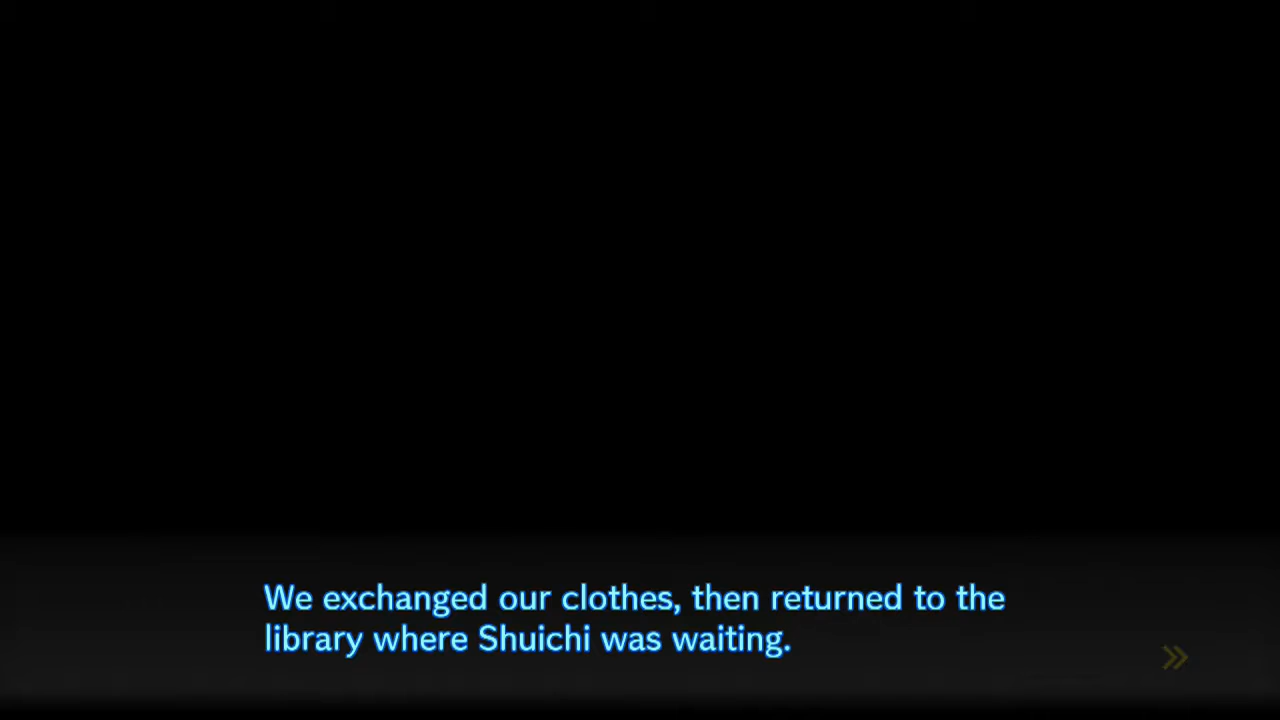 We exchanged our clothes, then returned to the
library where Shuichi was waiting.